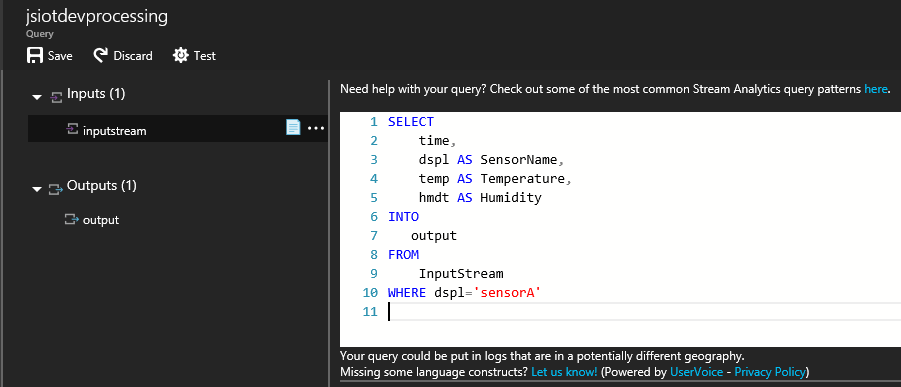 jsiotdevprocessing
Query
Save Discard Test
Inputs (1)
inputstream
Outputs (1)
output
Need help with your query? Check out some of the most common Stream Analytics query patterns here.
1 SELECT
2 time,
3 dspl AS SensorName,
4 temp AS Temperature,
5 hmdt AS Humidity
6 INTO
7 output
8 FROM
9 InputStream
10 WHERE dspl='sensorA'
11
Your query could be put in logs that are in a potentially different geography.
Missing some language constructs? Let us know! (Powered by UserVoice - Privacy Policy)